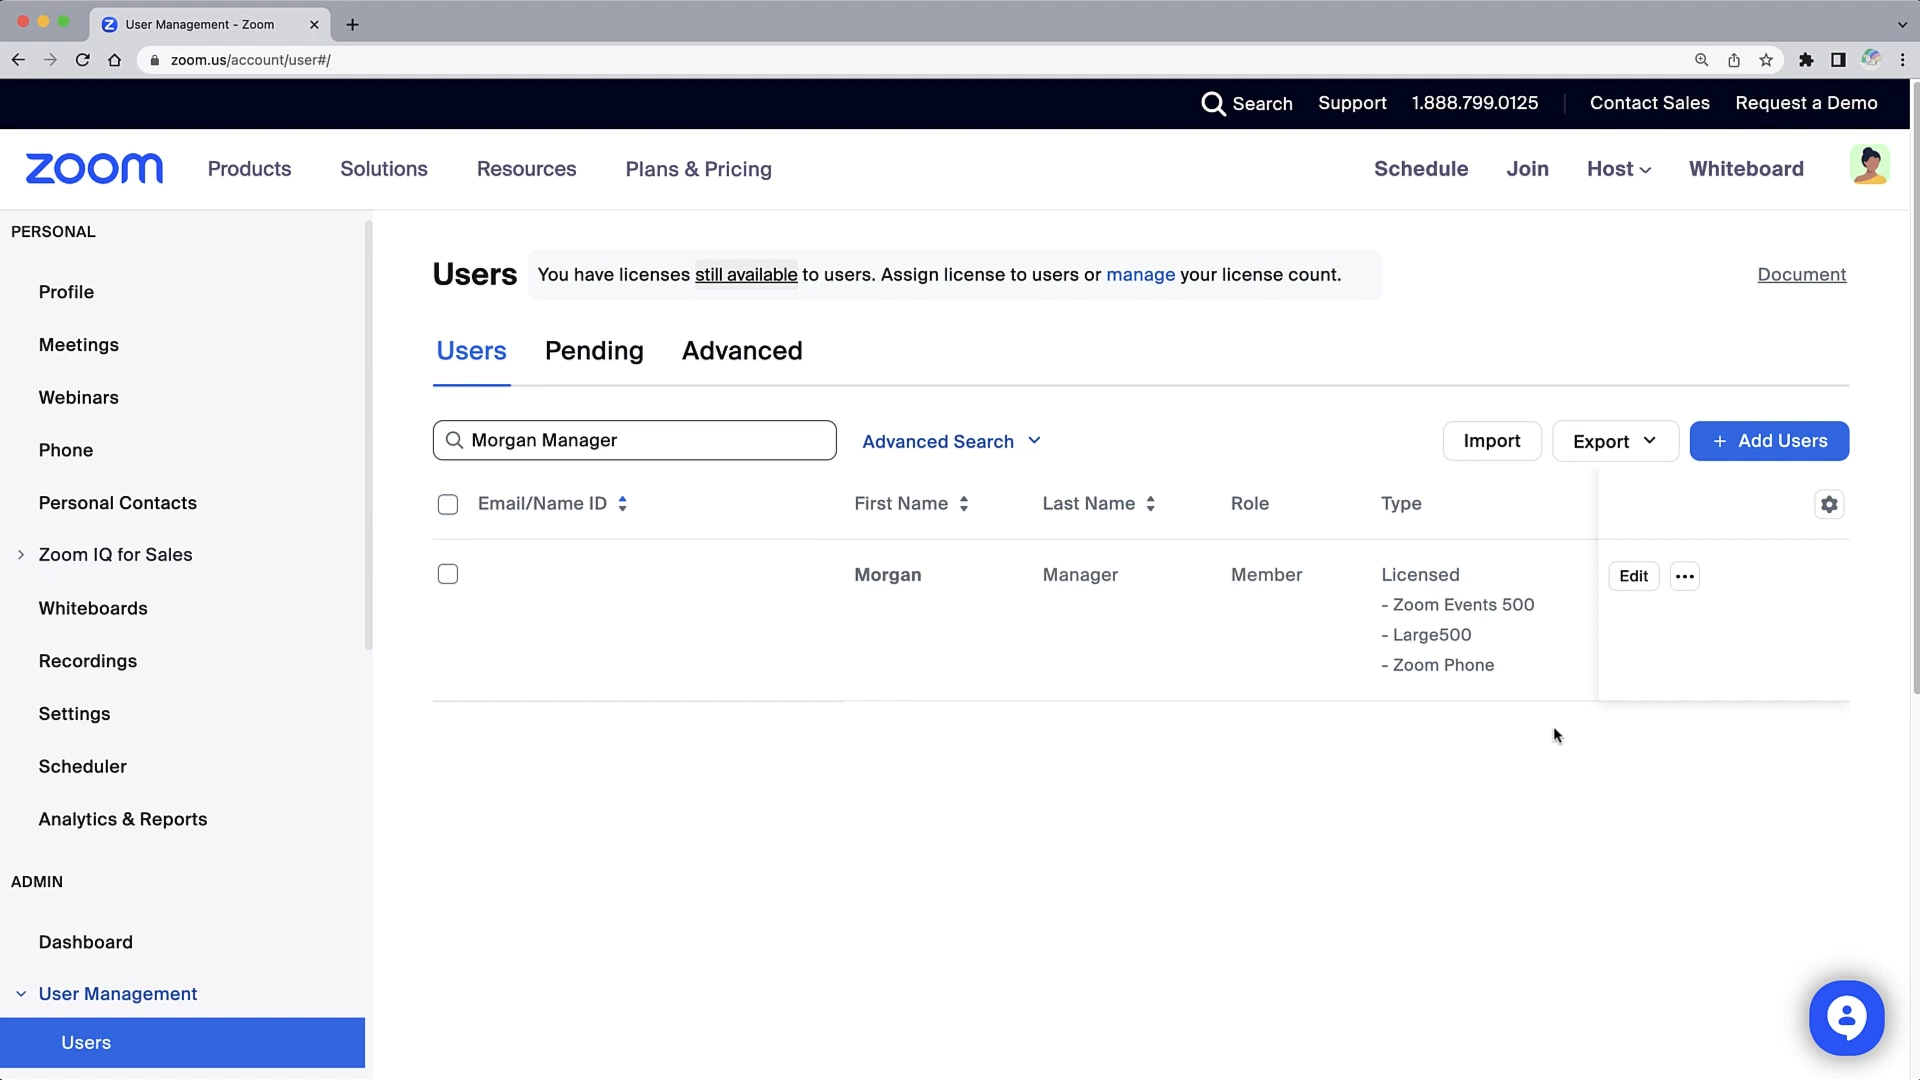 User Management - Zoom
zoom.us/account/user#/
Search Support 1.888.799.0125 Contact Sales Request a Demo
zoom Products Solutions Resources Plans & Pricing Schedule Join Host Whiteboard
PERSONAL
Profile
Meetings
Webinars
Phone
Personal Contacts
Zoom IQ for Sales
Whiteboards
Recordings
Settings
Scheduler
Analytics & Reports
ADMIN
Dashboard
User Management
Users
Users You have licenses still available to users. Assign license to users or manage your license count. Document
Users Pending Advanced
Morgan Manager Advanced Search Import Export + Add Users
Email/Name ID First Name Last Name Role Type
Morgan Manager Member Licensed Edit
- Zoom Events 500
- Large500
- Zoom Phone